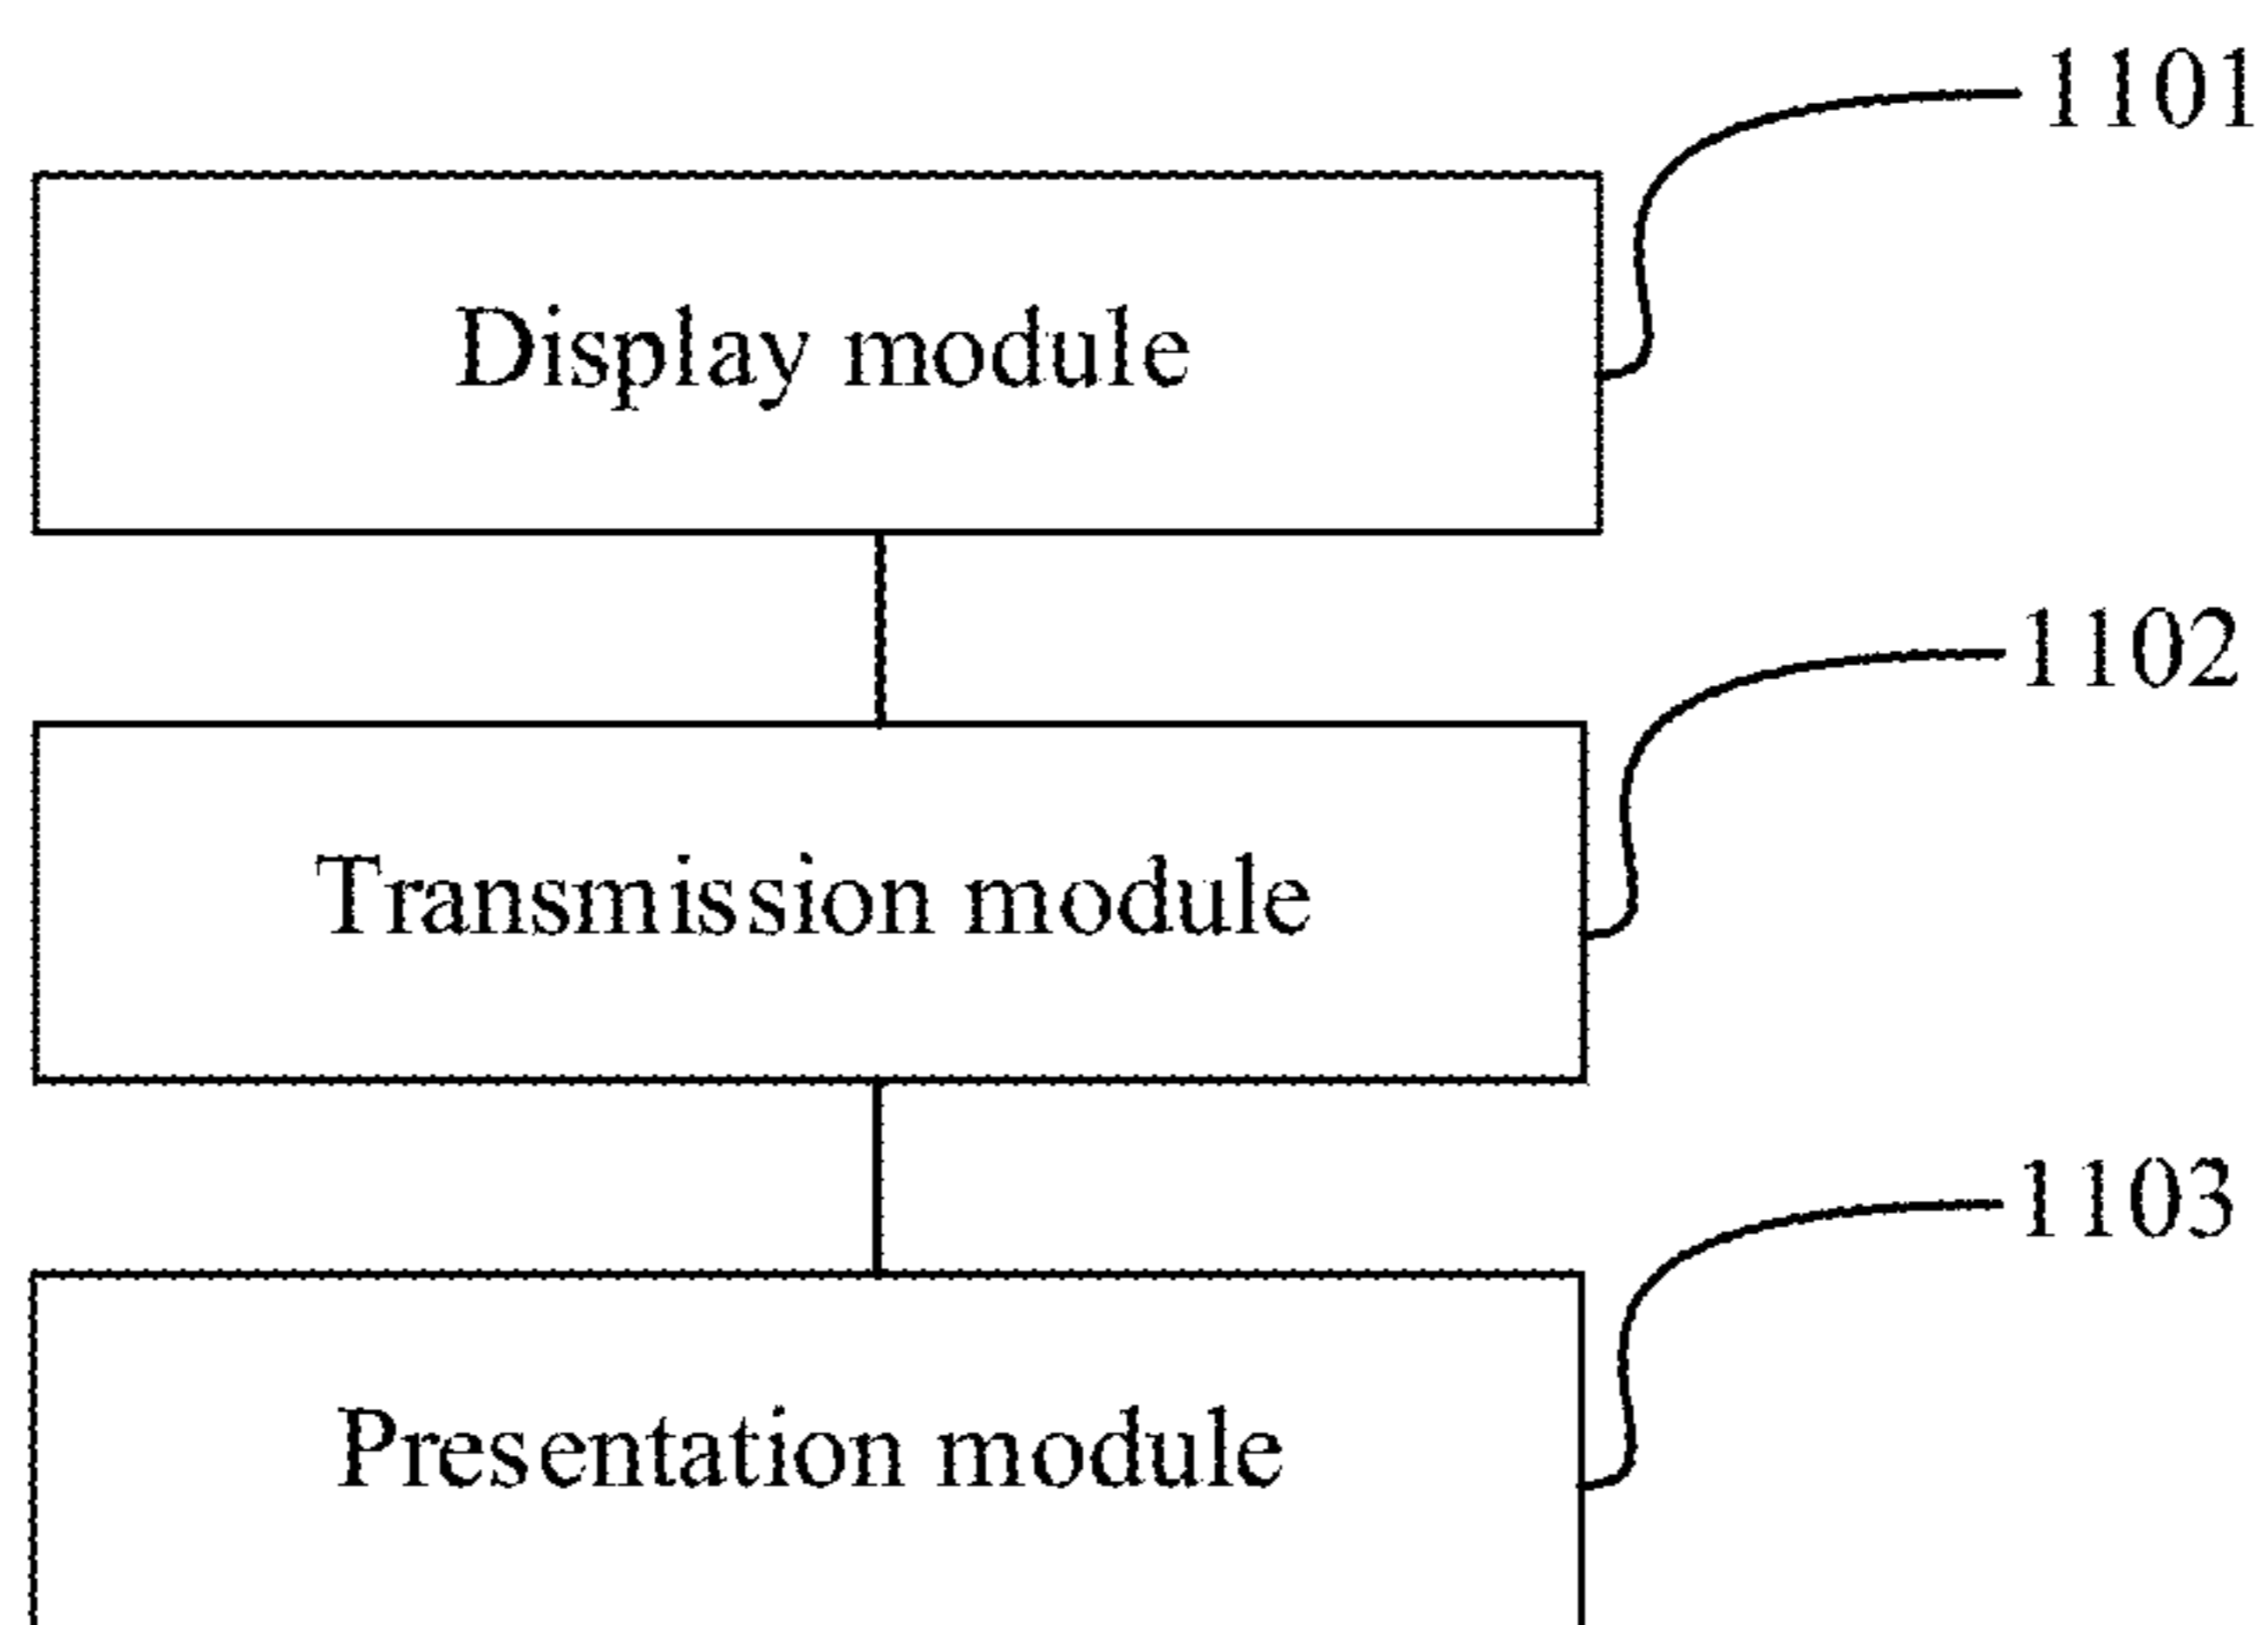 1101
Display module
1102
Transmission module
1103
Presentation module